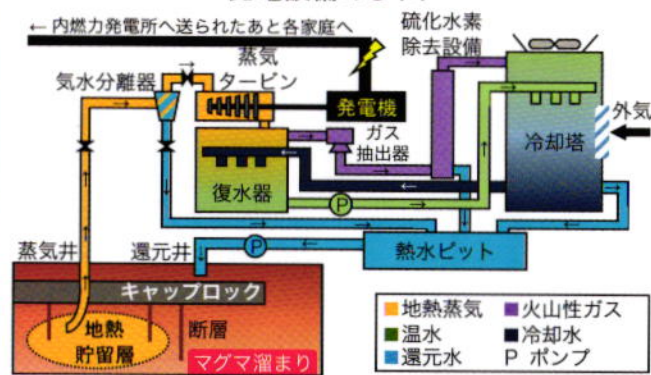 ← 内燃力発電所へ送られたあと各家庭へ
硫化水素
除去設備
蒸気
タービン
気水分離器
発電機
ガス
抽出器
外気
冷却塔
復水器
P
蒸気井
還元井
P
熱水ピット
キャップロック
地熱
貯留層
断層
マグマ溜まり
地熱蒸気
火山性ガス
温水
冷却水
還元水
P ポンプ